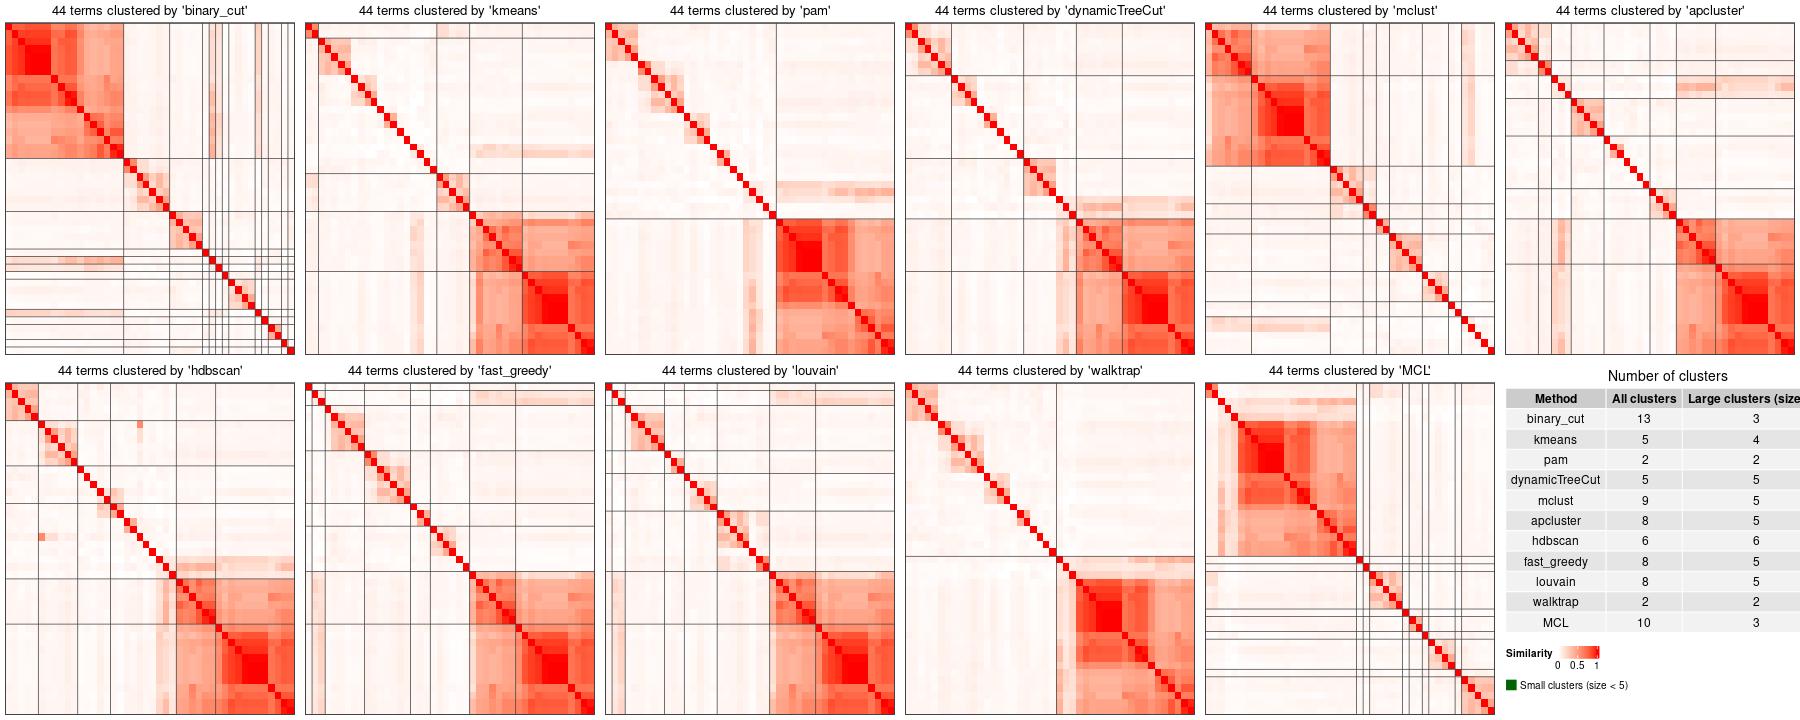 44 terms clustered by 'binary_cut'
44 terms clustered by 'kmeans'
44 terms clustered by 'pam'
44 terms clustered by 'dynamicTreeCut'
44 terms clustered by 'mclust'
44 terms clustered by 'apcluster'
44 terms clustered by 'hdbscan'
44 terms clustered by 'fast_greedy'
44 terms clustered by 'louvain'
44 terms clustered by 'walktrap'
44 terms clustered by 'MCL'
Number of clusters
Method All clusters Large clusters (size
binary_cut 13 3
kmeans 5 4
pam 2 2
dynamicTreeCut 5 5
mclust 9 5
apcluster 8 5
hdbscan 6 6
fast_greedy 8 5
louvain 8 5
walktrap 2 2
MCL 10 3
Similarity
0 0.5 1
Small clusters (size < 5)